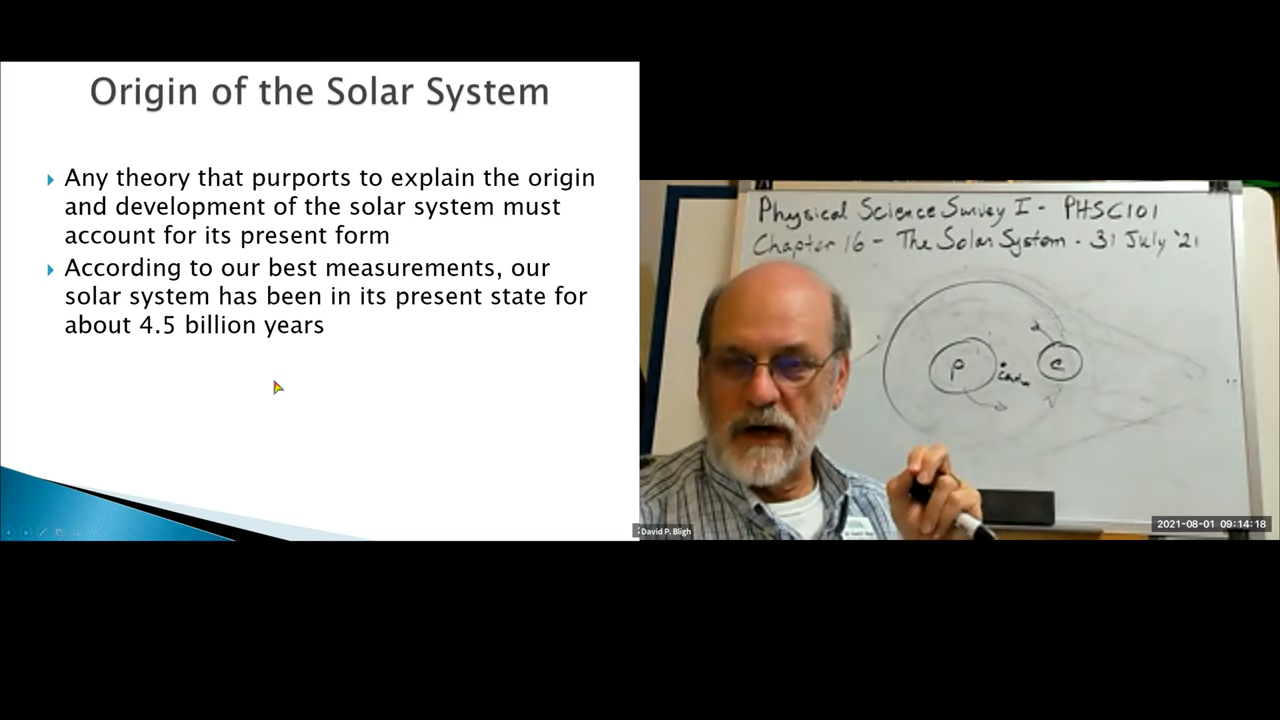 Origin of the Solar System
Any theory that purports to explain the origin
and development of the solar system must
account for its present form
According to our best measurements, our
solar system has been in its present state for
about 4.5 billion years
Physical Science Survey I - PHSC101
Chapter 16 - The Solar System - 31 July '21
P
C
David P. Bligh
2021-08-01 09:14:18